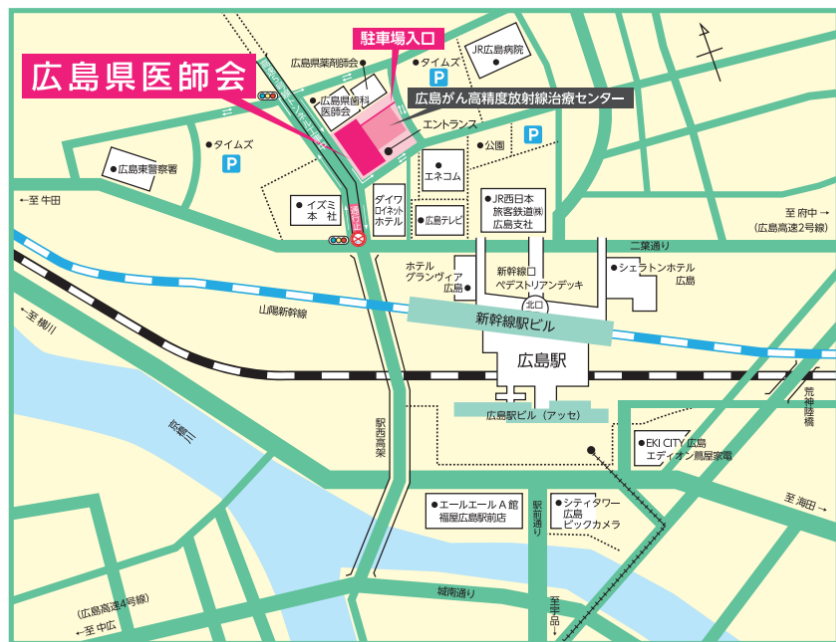 駐車場入口
広島県医師会
広島県薬剤師会
タイムズ
P
JR広島病院
広島県歯科
医師会
広島がん高精度放射線治療センター
エントランス
タイムズ
P
広島東警察署
公園
P
エネコム
←至 牛田
イズミ
本 社
ダイワ
ロイネット
ホテル
広島テレビ
JR西日本
旅客鉄道㈱
広島支社
至 府中→
(広島高速2号線)
二葉通り
ホテル
グランヴィア
広島
新幹線口
ペデストリアンデッキ
シェラトンホテル
広島
北口
山陽新幹線
新幹線駅ビル
←至 横川
広島駅
荒神陸橋
駅西高架
広島駅ビル(アッセ)
EKI CITY 広島
エディオン蔦屋家電
エールエールA館
福屋広島駅前店
駅前通り
シティタワー
広島
ビックカメラ
至 海田→
城南通り
(広島高速4号線)
←至 中広
至宇品→